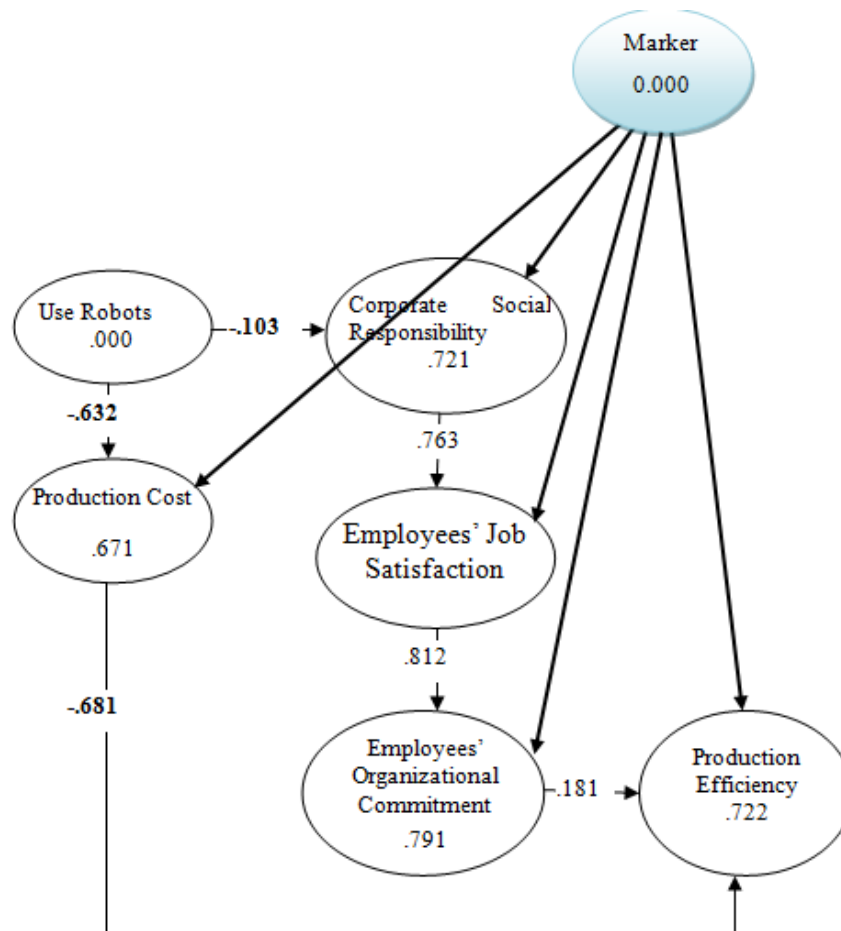 Marker
0.000
Use Robots
.000
-.103
Corporate Social
Responsibility
.721
-.632
.763
Production Cost
.671
Employees' Job
Satisfaction
.812
-.681
Employees'
Organizational
Commitment
.791
.181
Production
Efficiency
.722